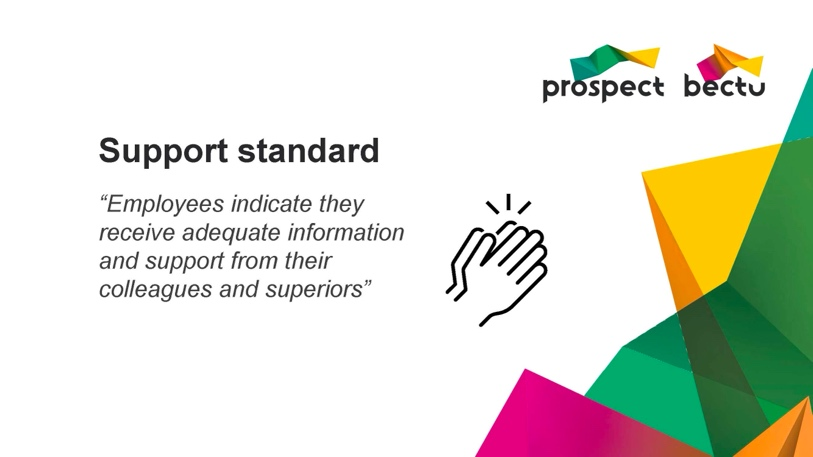 prospect bectu
Support standard
“Employees indicate they
receive adequate information
and support from their
colleagues and superiors”